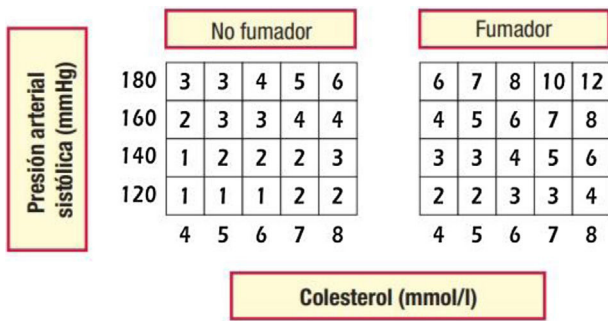 No fumador Fumador
Presión arterial
sistólica (mmHg)
180 3 3 4 5 6 6 7 8 10 12
160 2 3 3 4 4 4 5 6 7 8
140 1 2 2 2 3 3 3 4 5 6
120 1 1 1 2 2 2 2 3 3 4
4 5 6 7 8 4 5 6 7 8
Colesterol (mmol/l)